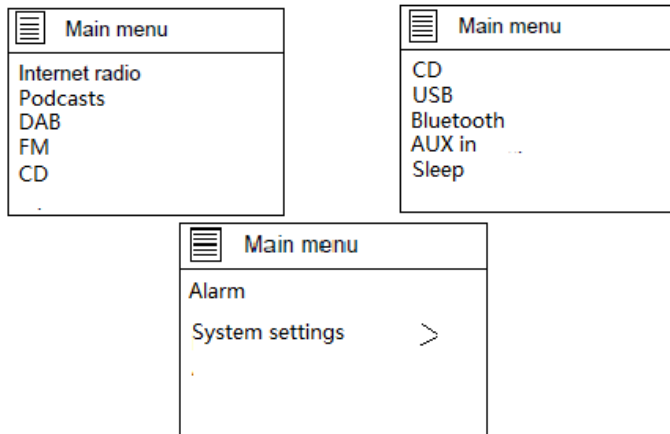 Main menu
Internet radio
Podcasts
DAB
FM
CD
Main menu
CD
USB
Bluetooth
AUX in
Sleep
Main menu
Alarm
System settings >